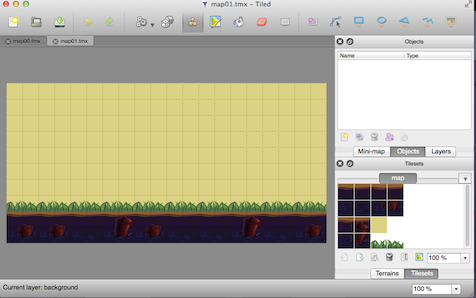 map01.tmx – Tiled
map00.tmx
map01.tmx
Objects
Name
Type
Mini-map
Objects
Layers
Tilesets
map
100 %
Terrains
Tilesets
Current layer: background
100 %